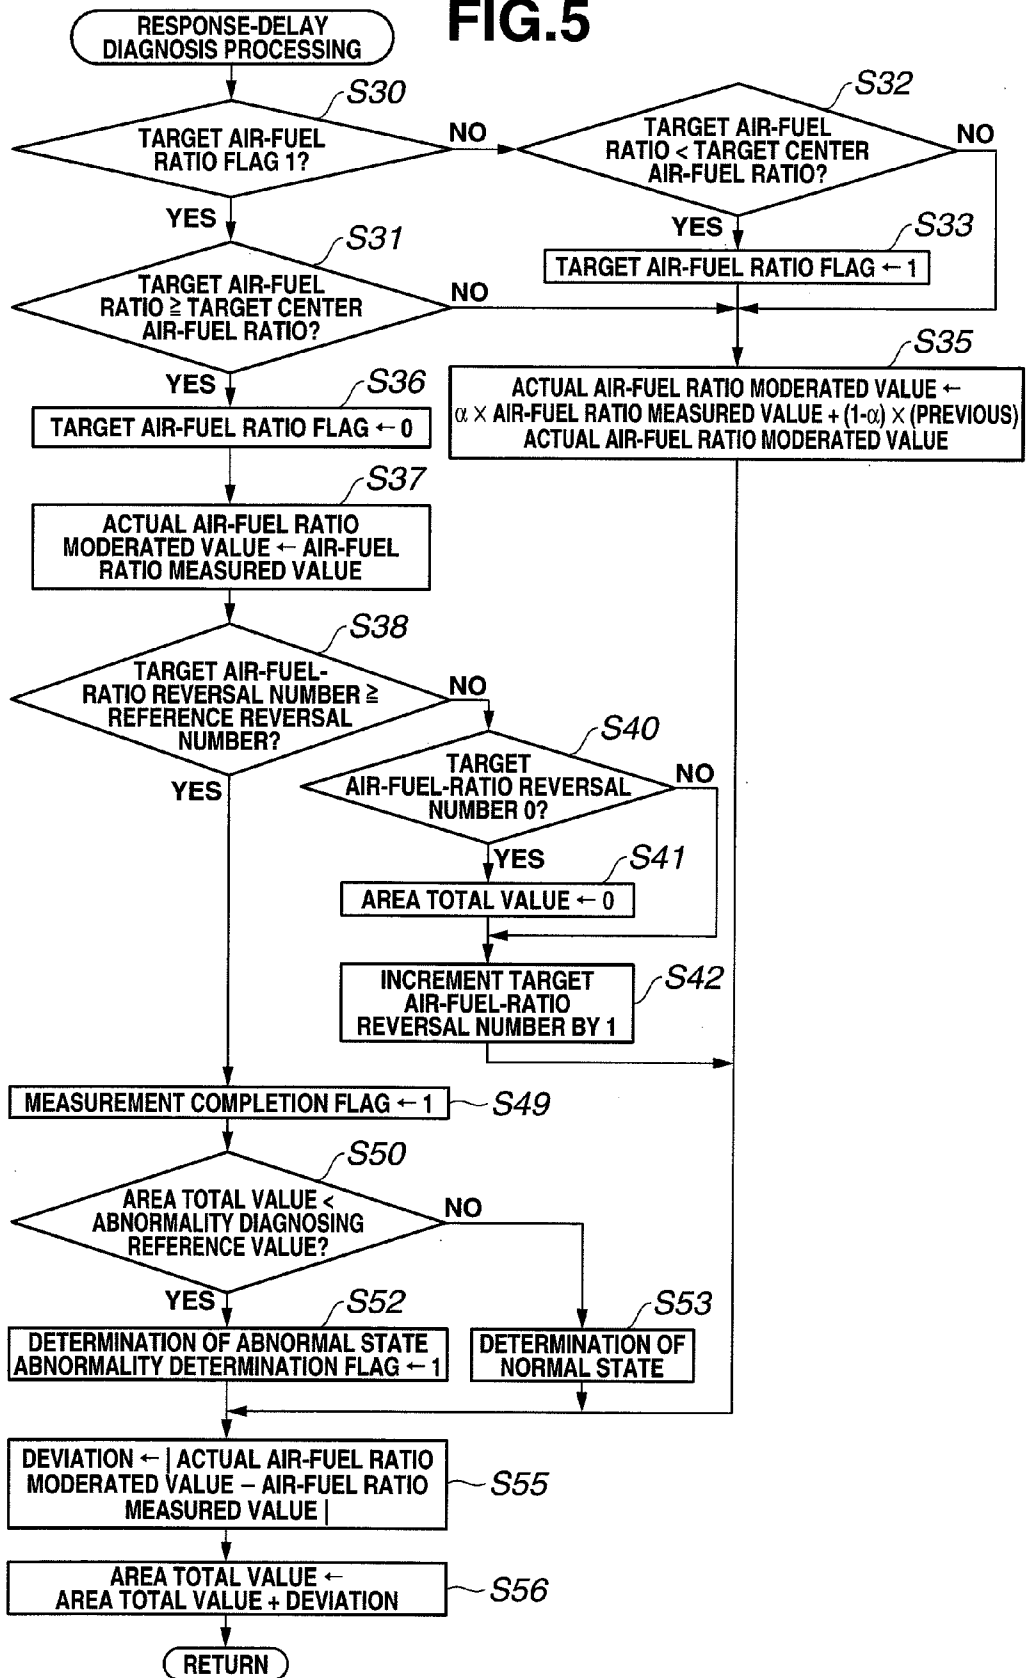 FIG.5
RESPONSE-DELAY
DIAGNOSIS PROCESSING
S30
TARGET AIR-FUEL
RATIO FLAG 1?
NO
YES
S32
TARGET AIR-FUEL
RATIO < TARGET CENTER
AIR-FUEL RATIO?
NO
YES
S33
TARGET AIR-FUEL RATIO FLAG ← 1
S31
TARGET AIR-FUEL
RATIO ≧ TARGET CENTER
AIR-FUEL RATIO?
NO
YES
S35
ACTUAL AIR-FUEL RATIO MODERATED VALUE ←
α × AIR-FUEL RATIO MEASURED VALUE + (1-α) × (PREVIOUS)
ACTUAL AIR-FUEL RATIO MODERATED VALUE
S36
TARGET AIR-FUEL RATIO FLAG ← 0
S37
ACTUAL AIR-FUEL RATIO
MODERATED VALUE ← AIR-FUEL
RATIO MEASURED VALUE
S38
TARGET AIR-FUEL-
RATIO REVERSAL NUMBER ≧
REFERENCE REVERSAL
NUMBER?
NO
YES
S40
TARGET
AIR-FUEL-RATIO REVERSAL
NUMBER 0?
NO
YES
S41
AREA TOTAL VALUE ← 0
S42
INCREMENT TARGET
AIR-FUEL-RATIO
REVERSAL NUMBER BY 1
MEASUREMENT COMPLETION FLAG ← 1
S49
S50
AREA TOTAL VALUE <
ABNORMALITY DIAGNOSING
REFERENCE VALUE?
NO
YES
S52
DETERMINATION OF ABNORMAL STATE
ABNORMALITY DETERMINATION FLAG ← 1
S53
DETERMINATION OF
NORMAL STATE
DEVIATION ← | ACTUAL AIR-FUEL RATIO
MODERATED VALUE − AIR-FUEL RATIO
MEASURED VALUE |
S55
AREA TOTAL VALUE ←
AREA TOTAL VALUE + DEVIATION
S56
RETURN